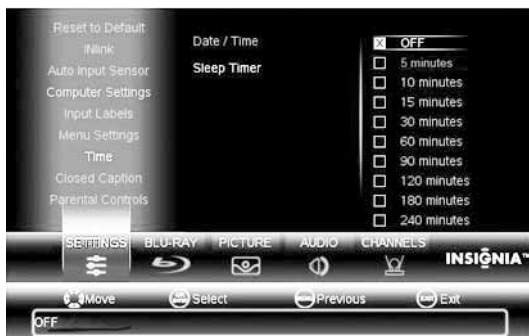 Reset to Default
INlink
Auto Input Sensor
Computer Settings
Input Labels
Menu Settings
Time
Closed Caption
Parental Controls
Date / Time
Sleep Timer
X OFF
5 minutes
10 minutes
15 minutes
30 minutes
60 minutes
90 minutes
120 minutes
180 minutes
240 minutes
SETTINGS BLU-RAY PICTURE AUDIO CHANNELS
INSIGNIA™
Move Select Previous Exit
OFF